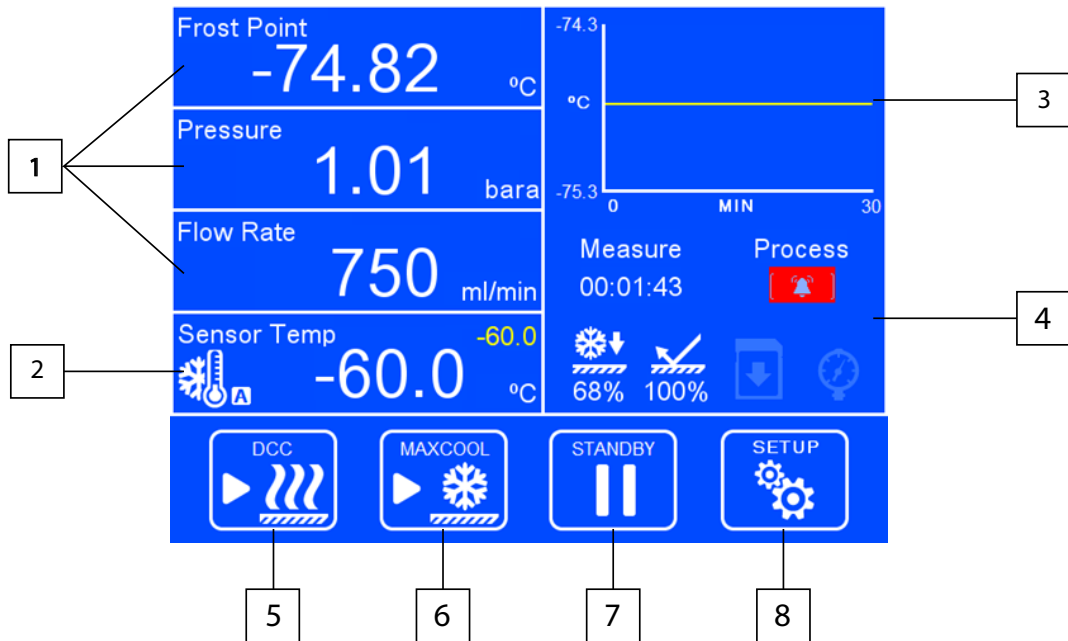 Frost Point
-74.82 ºC
Pressure
1.01 bara
Flow Rate
750 ml/min
Sensor Temp -60.0
A -60.0 ºC
-74.3
ºC
-75.3
0 MIN 30
Measure Process
00:01:43
68% 100%
DCC MAXCOOL STANDBY SETUP
1
2
3
4
5 6 7 8